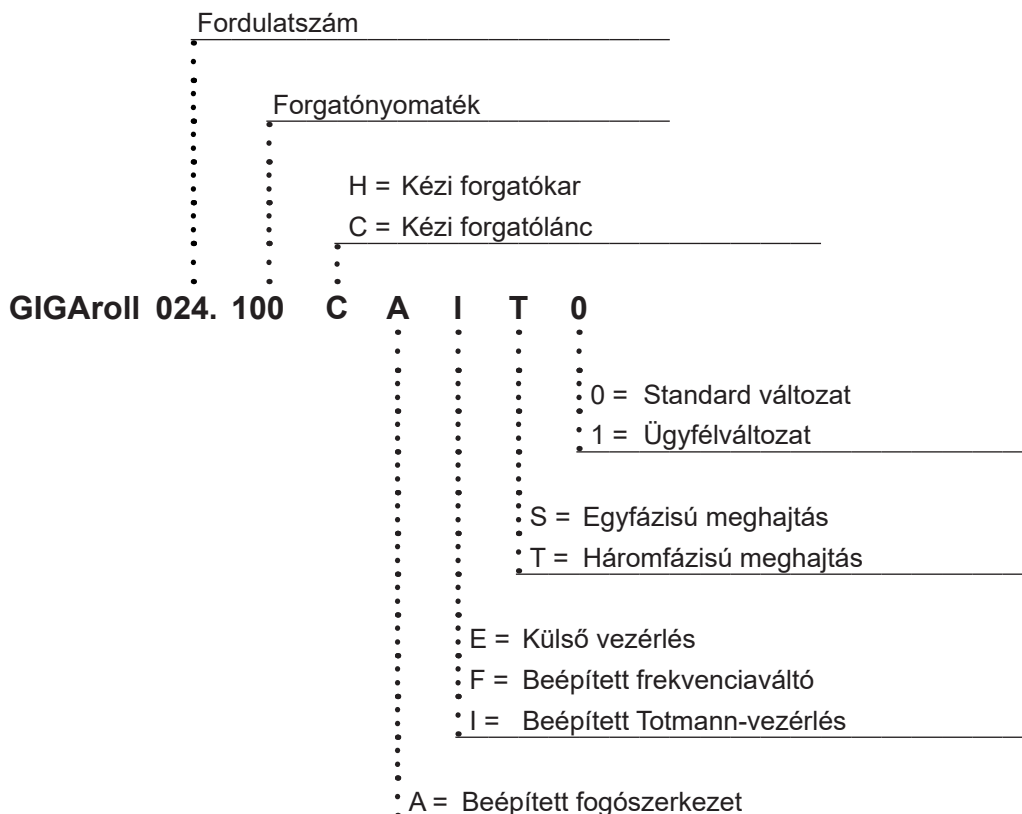 Fordulatszám
Forgatónyomaték
H = Kézi forgatókar
C = Kézi forgatólánc
GIGAroll 024. 100 C A I T 0
0 = Standard változat
1 = Ügyfélváltozat
S = Egyfázisú meghajtás
T = Háromfázisú meghajtás
E = Külső vezérlés
F = Beépített frekvenciaváltó
I = Beépített Totmann-vezérlés
A = Beépített fogószerkezet